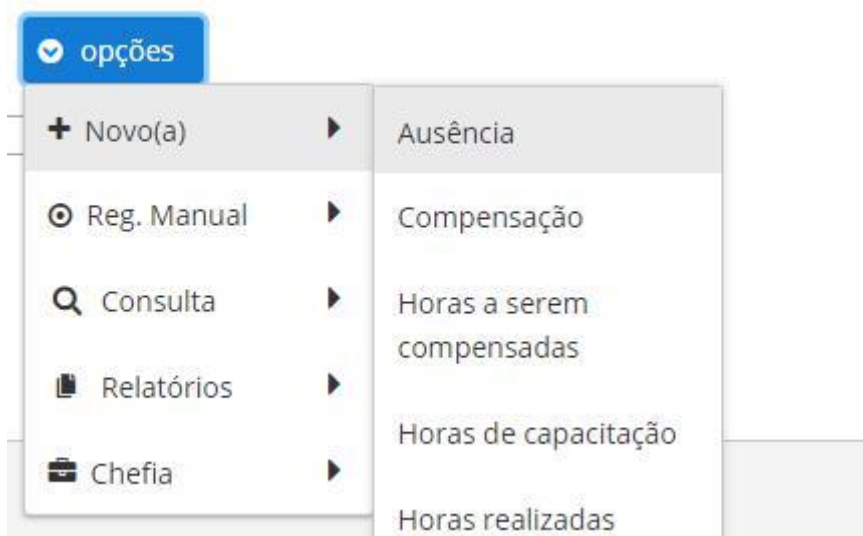 opções
Novo(a)
Reg. Manual
Consulta
Relatórios
Chefia
Ausência
Compensação
Horas a serem
compensadas
Horas de capacitação
Horas realizadas